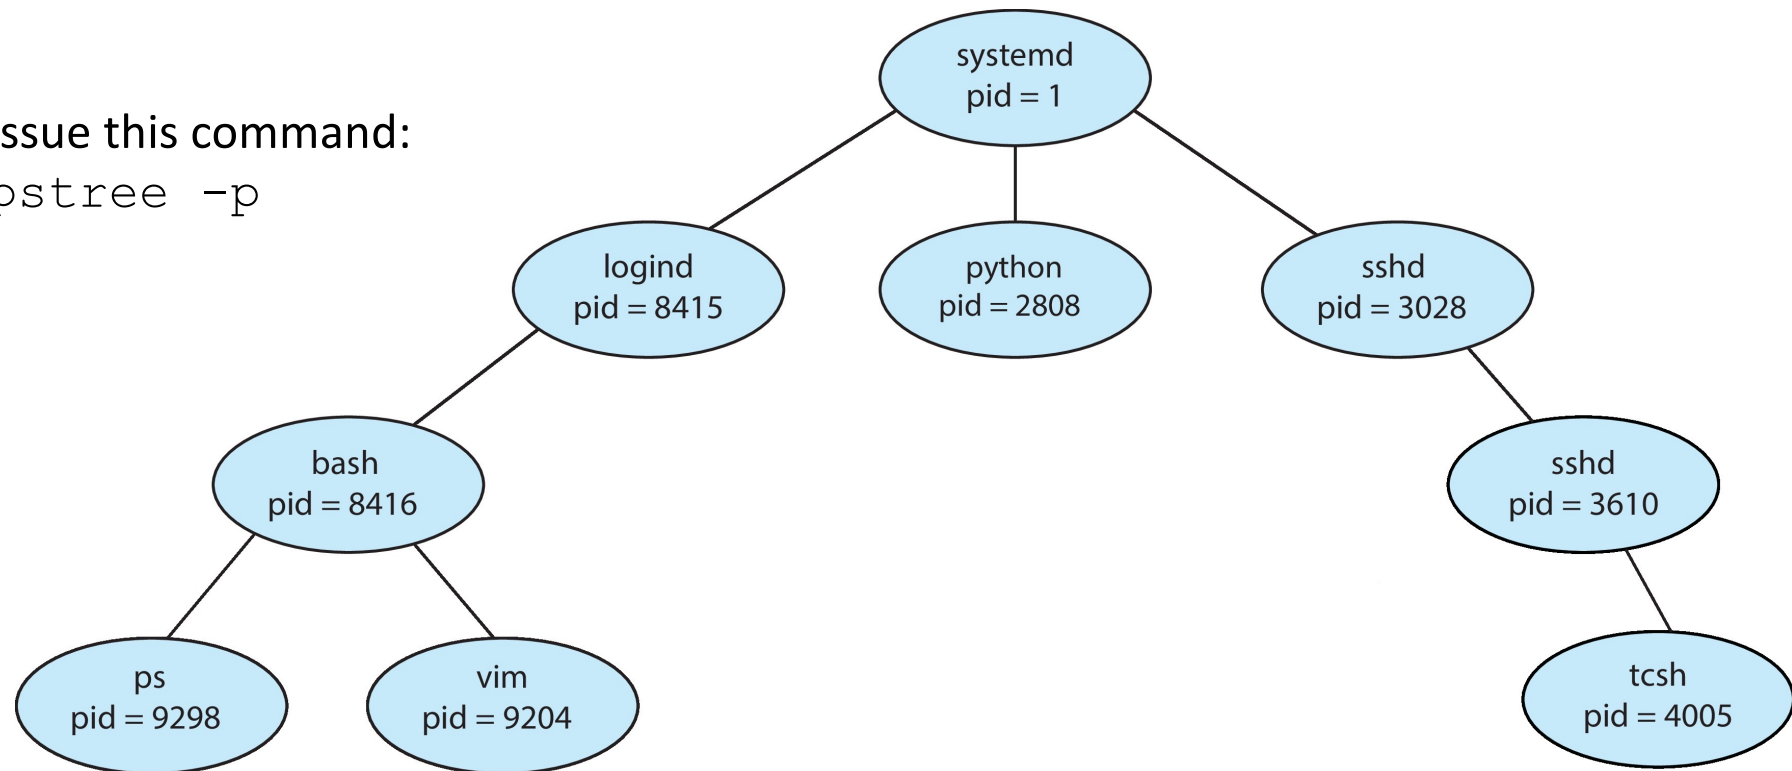 systemd
pid = 1
ssue this command:
pstree -p
logind
pid = 8415
python
pid = 2808
sshd
pid = 3028
bash
pid = 8416
sshd
pid = 3610
ps
pid = 9298
vim
pid = 9204
tcsh
pid = 4005